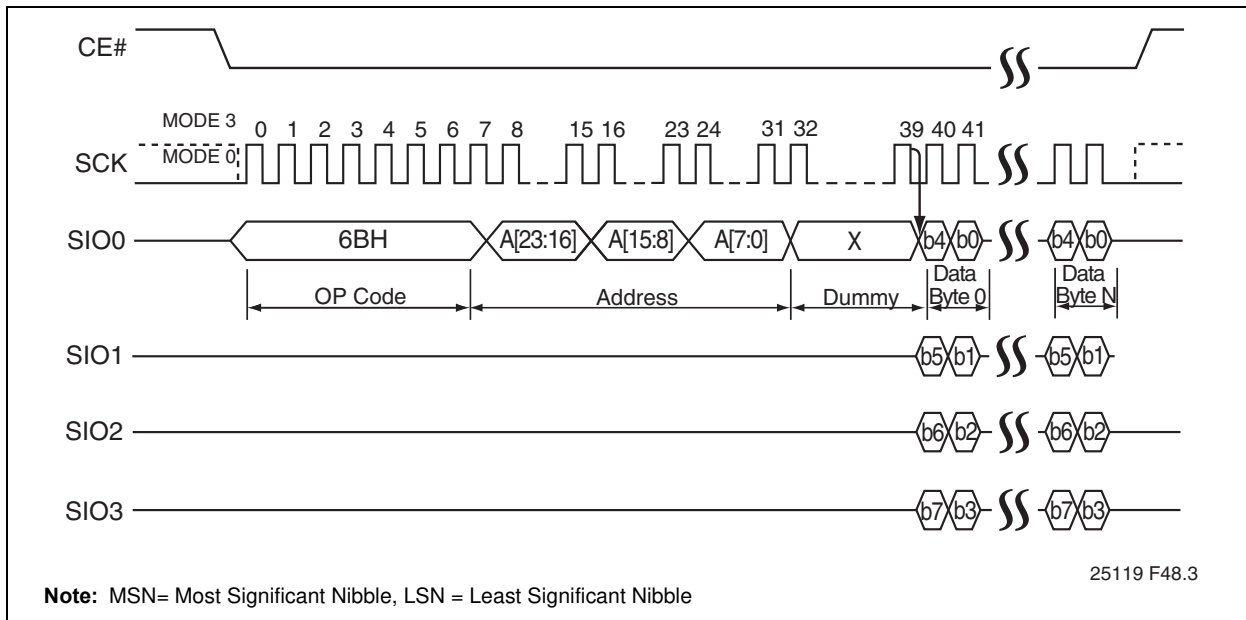 CE#
MODE 3
0 1 2 3 4 5 6 7 8 15 16 23 24 31 32 39 40 41
SCK
MODE 0
SIO0 6BH A[23:16] A[15:8] A[7:0] X b4 b0 b4 b0
OP Code Address Dummy Data Byte 0 Data Byte N
SIO1 b5 b1 b5 b1
SIO2 b6 b2 b6 b2
SIO3 b7 b3 b7 b3
25119 F48.3
Note: MSN= Most Significant Nibble, LSN = Least Significant Nibble